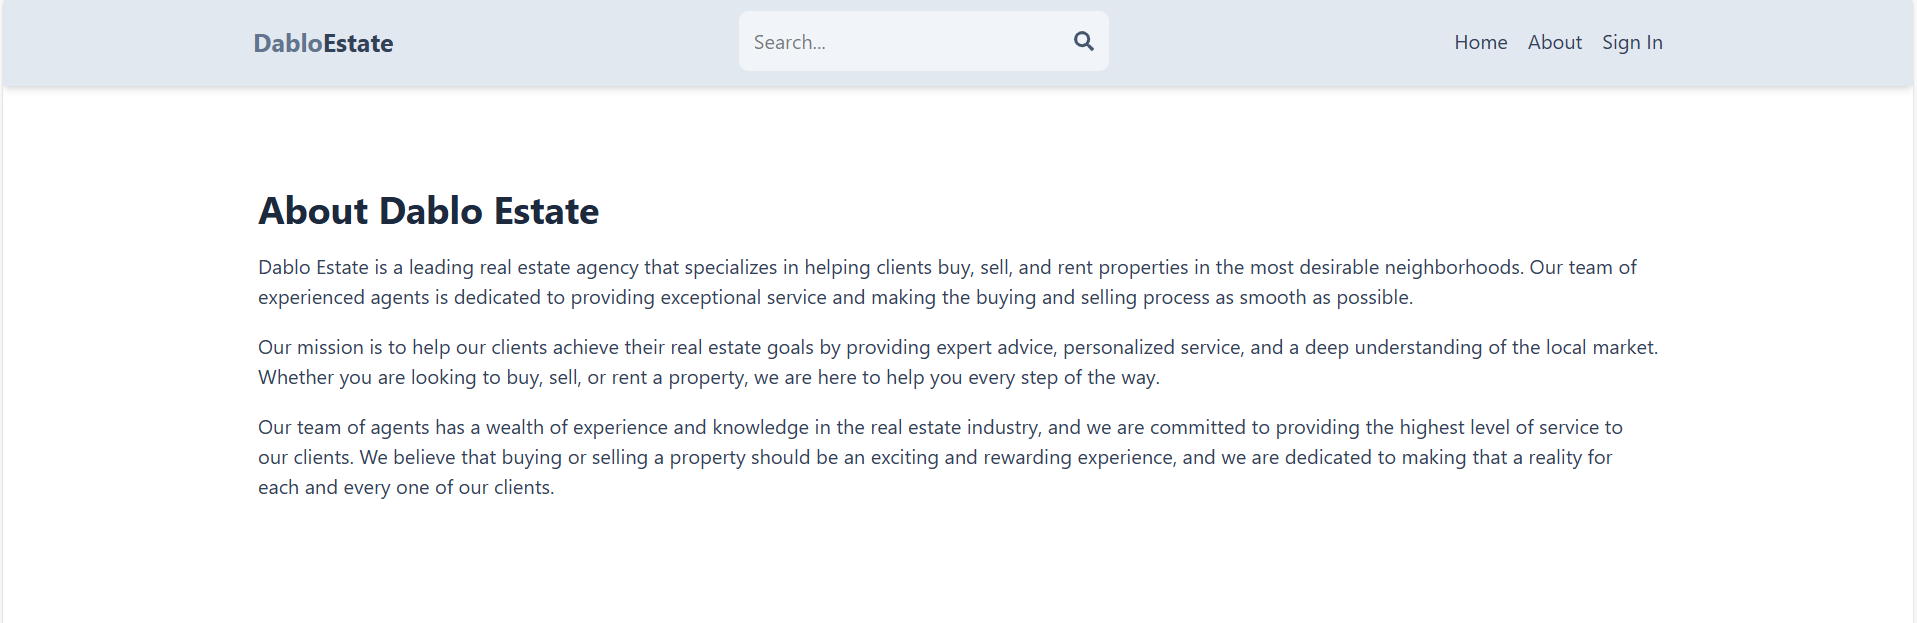 DabloEstate
Search...
Home About Sign In
About Dablo Estate
Dablo Estate is a leading real estate agency that specializes in helping clients buy, sell, and rent properties in the most desirable neighborhoods. Our team of
experienced agents is dedicated to providing exceptional service and making the buying and selling process as smooth as possible.
Our mission is to help our clients achieve their real estate goals by providing expert advice, personalized service, and a deep understanding of the local market.
Whether you are looking to buy, sell, or rent a property, we are here to help you every step of the way.
Our team of agents has a wealth of experience and knowledge in the real estate industry, and we are committed to providing the highest level of service to
our clients. We believe that buying or selling a property should be an exciting and rewarding experience, and we are dedicated to making that a reality for
each and every one of our clients.